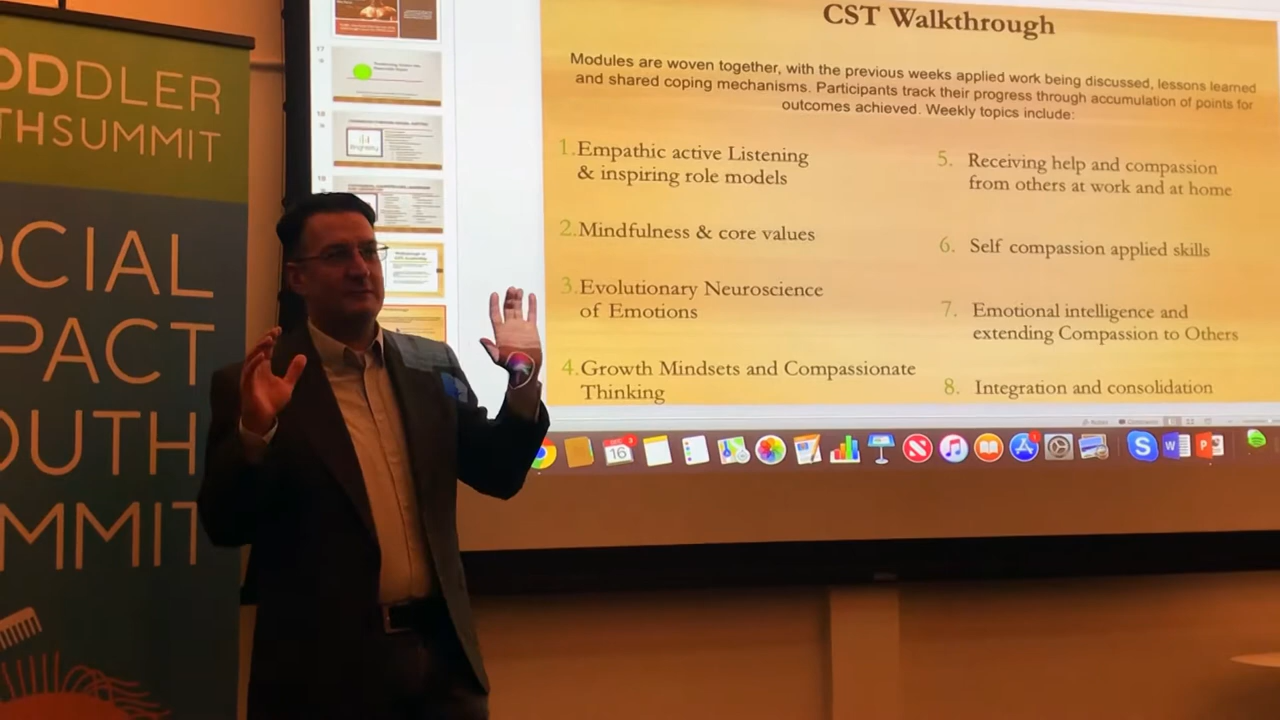 ODDLER
THSUMMIT
OCIAL
PACT
OUTH
MMIT
17
18
19
CST Walkthrough
Modules are woven together, with the previous weeks applied work being discussed, lessons learned
and shared coping mechanisms. Participants track their progress through accumulation of points for
outcomes achieved. Weekly topics include:
1. Empathic active Listening
& inspiring role models
2. Mindfulness & core values
3. Evolutionary Neuroscience
of Emotions
4. Growth Mindsets and Compassionate
Thinking
5. Receiving help and compassion
from others at work and at home
6. Self compassion applied skills
7. Emotional intelligence and
extending Compassion to Others
8. Integration and consolidation
16
S
W
P